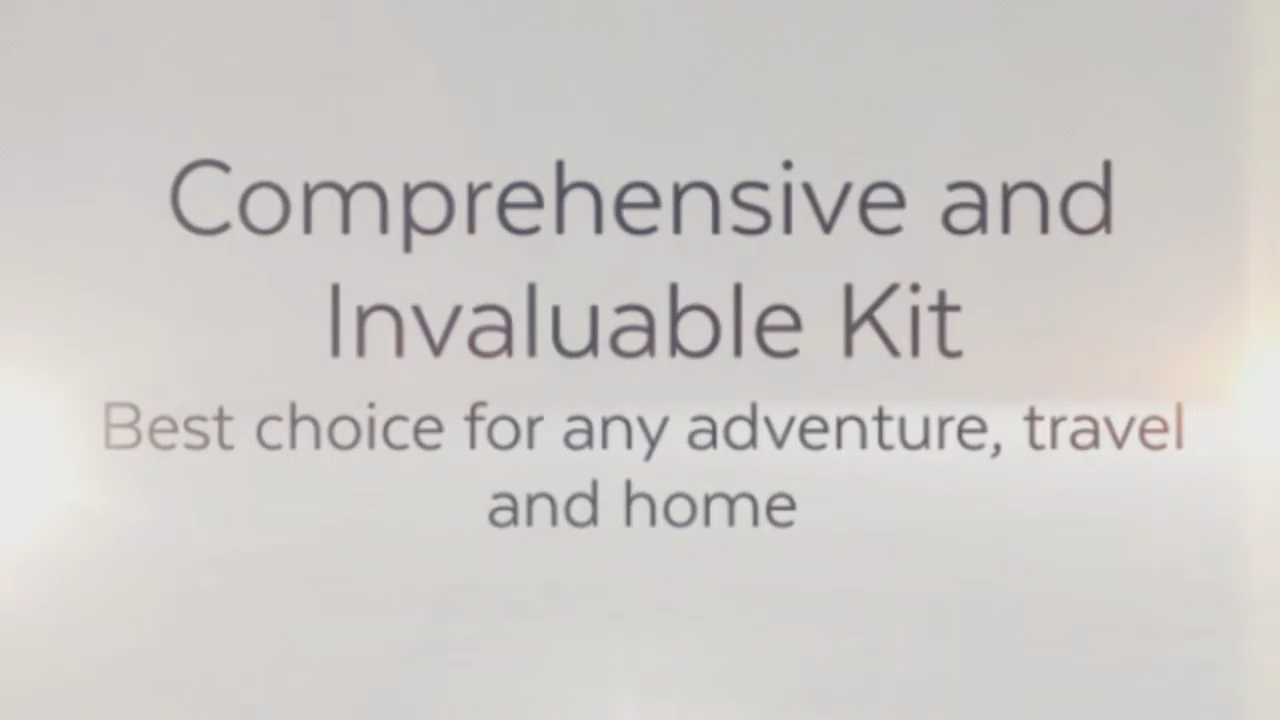 Comprehensive and
Invaluable Kit
Best choice for any adventure, travel
and home